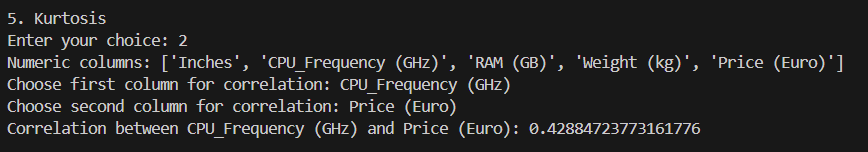 5. Kurtosis
Enter your choice: 2
Numeric columns: ['Inches', 'CPU_Frequency (GHz)', 'RAM (GB)', 'Weight (kg)', 'Price (Euro)']
Choose first column for correlation: CPU_Frequency (GHz)
Choose second column for correlation: Price (Euro)
Correlation between CPU_Frequency (GHz) and Price (Euro): 0.42884723773161776